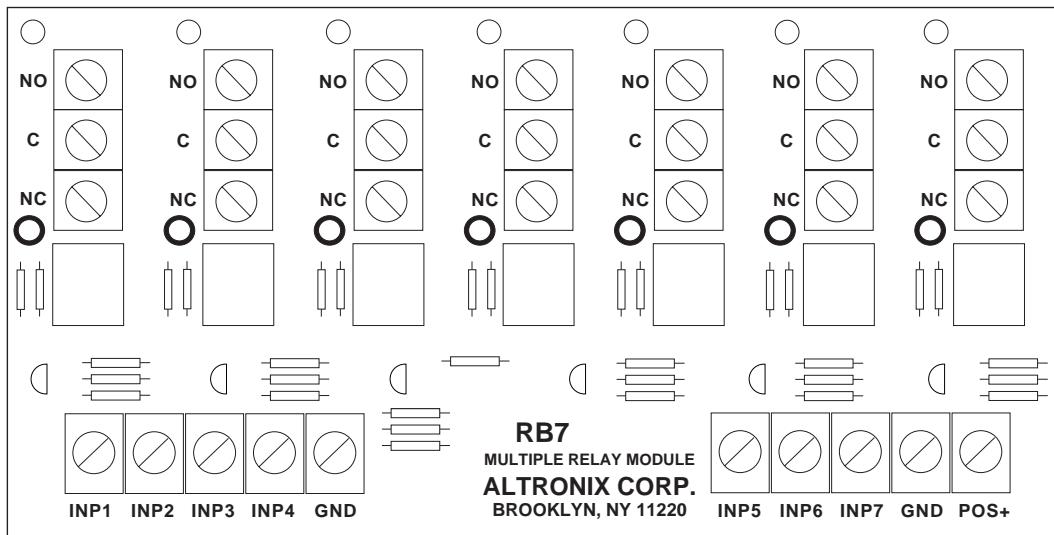 NO NO NO NO NO NO NO
C C C C C C C
NC NC NC NC NC NC NC
RB7
MULTIPLE RELAY MODULE
ALTRONIX CORP.
BROOKLYN, NY 11220
INP1 INP2 INP3 INP4 GND INP5 INP6 INP7 GND POS+